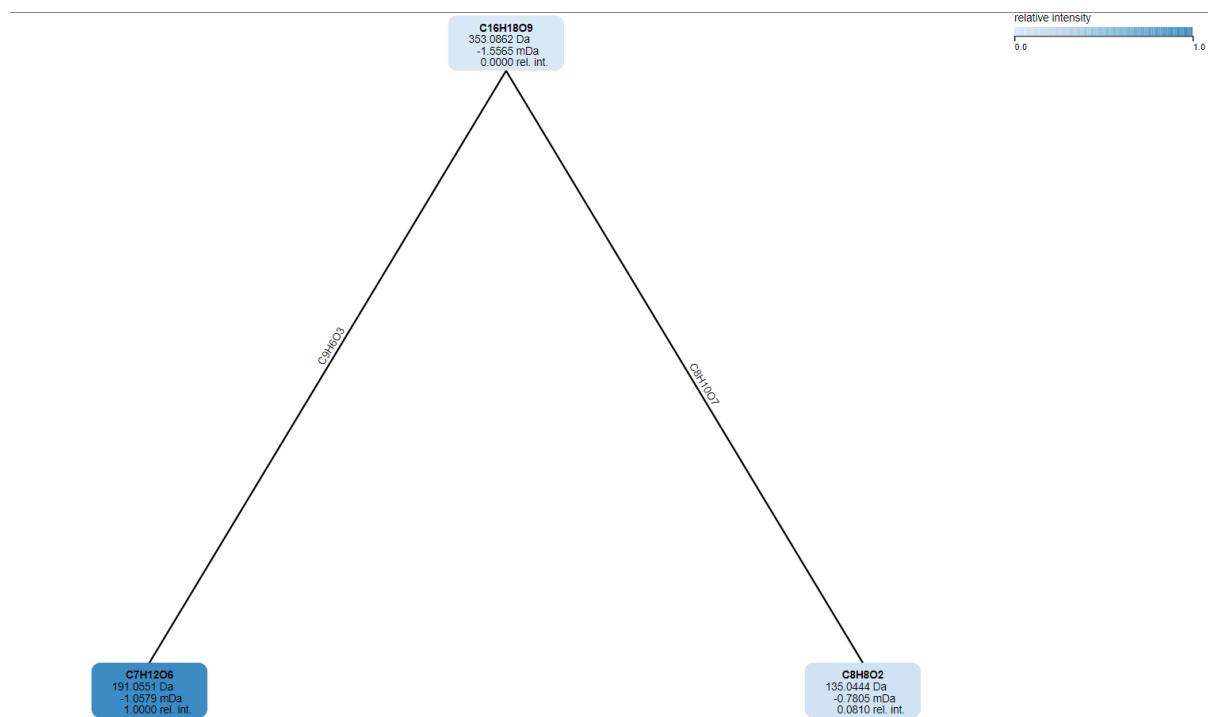 C16H18O9
353.0862 Da
-1.5565 mDa
0.0000 rel. int.
relative intensity
0.0
1.0
C9H6O3
C8H10O7
C7H12O6
191.0551 Da
-1.0579 mDa
1.0000 rel. int.
C8H8O2
135.0444 Da
-0.7805 mDa
0.0810 rel. int.